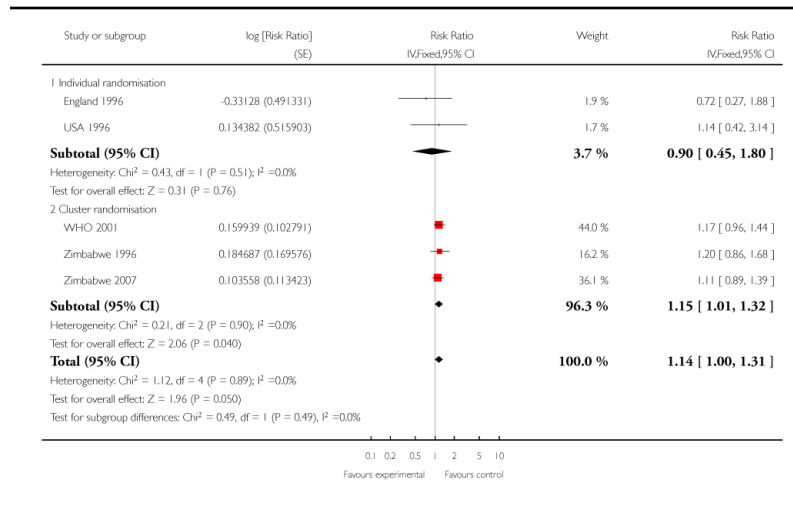 Study or subgroup log [Risk Ratio] Risk Ratio Weight Risk Ratio
(SE) IV,Fixed,95% CI IV,Fixed,95% CI
1 Individual randomisation
England 1996 -0.33128 (0.491331) 1.9 % 0.72 [ 0.27, 1.88 ]
USA 1996 0.134382 (0.515903) 1.7 % 1.14 [ 0.42, 3.14 ]
Subtotal (95% CI) 3.7 % 0.90 [ 0.45, 1.80 ]
Heterogeneity: Chi² = 0.43, df = 1 (P = 0.51); I² =0.0%
Test for overall effect: Z = 0.31 (P = 0.76)
2 Cluster randomisation
WHO 2001 0.159939 (0.102791) 44.0 % 1.17 [ 0.96, 1.44 ]
Zimbabwe 1996 0.184687 (0.169576) 16.2 % 1.20 [ 0.86, 1.68 ]
Zimbabwe 2007 0.103558 (0.113423) 36.1 % 1.11 [ 0.89, 1.39 ]
Subtotal (95% CI) 96.3 % 1.15 [ 1.01, 1.32 ]
Heterogeneity: Chi² = 0.21, df = 2 (P = 0.90); I² =0.0%
Test for overall effect: Z = 2.06 (P = 0.040)
Total (95% CI) 100.0 % 1.14 [ 1.00, 1.31 ]
Heterogeneity: Chi² = 1.12, df = 4 (P = 0.89); I² =0.0%
Test for overall effect: Z = 1.96 (P = 0.050)
Test for subgroup differences: Chi² = 0.49, df = 1 (P = 0.49), I² =0.0%
0.1 0.2 0.5 1 2 5 10
Favours experimental Favours control